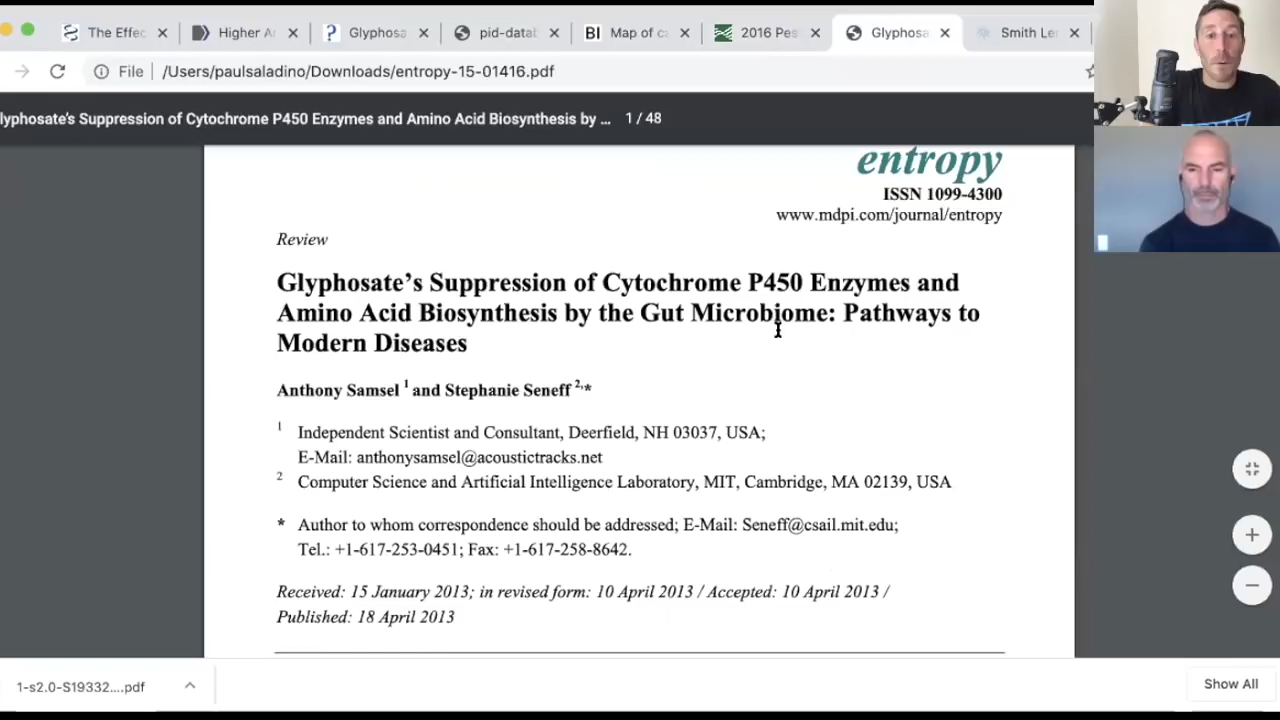 The Effec
Higher A
Glyphosa
pid-datab
BI
Map of c
2016 Pes
Glyphosa
Smith Ler
File
/Users/paulsaladino/Downloads/entropy-15-01416.pdf
lyphosate's Suppression of Cytochrome P450 Enzymes and Amino Acid Biosynthesis by ...
1 / 48
entropy
ISSN 1099-4300
www.mdpi.com/journal/entropy
Review
Glyphosate's Suppression of Cytochrome P450 Enzymes and
Amino Acid Biosynthesis by the Gut Microbiome: Pathways to
Modern Diseases
Anthony Samsel 1 and Stephanie Seneff 2,*
1 Independent Scientist and Consultant, Deerfield, NH 03037, USA;
E-Mail: anthonysamsel@acoustictracks.net
2 Computer Science and Artificial Intelligence Laboratory, MIT, Cambridge, MA 02139, USA
* Author to whom correspondence should be addressed; E-Mail: Seneff@csail.mit.edu;
Tel.: +1-617-253-0451; Fax: +1-617-258-8642.
Received: 15 January 2013; in revised form: 10 April 2013 / Accepted: 10 April 2013 /
Published: 18 April 2013
1-s2.0-S19332....pdf
Show All